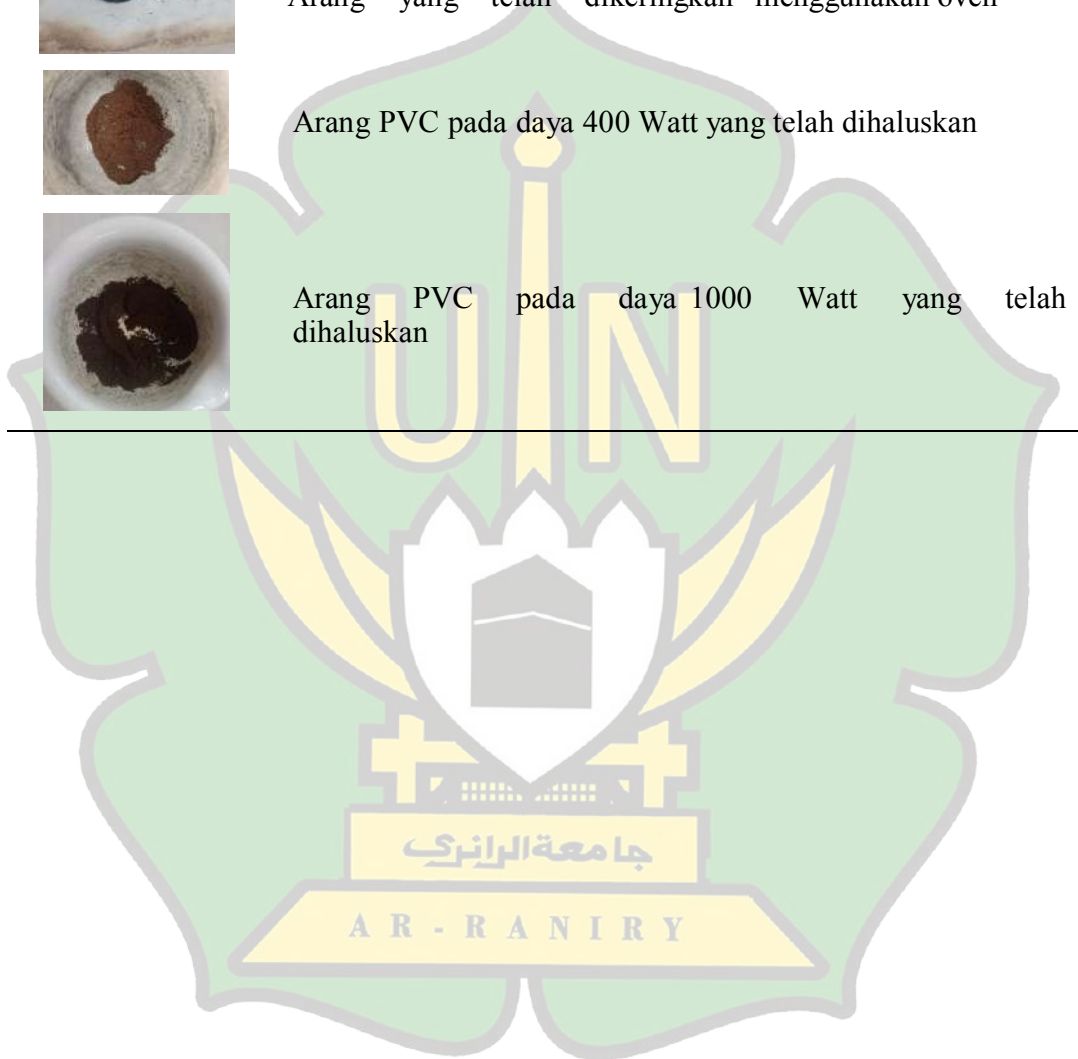 Arang yang telah dikeringkan menggunakan oven
Arang PVC pada daya 400 Watt yang telah dihaluskan
Arang PVC pada daya 1000 Watt yang telah
dihaluskan
UIN
جامعة الرانري
AR-RANIRY